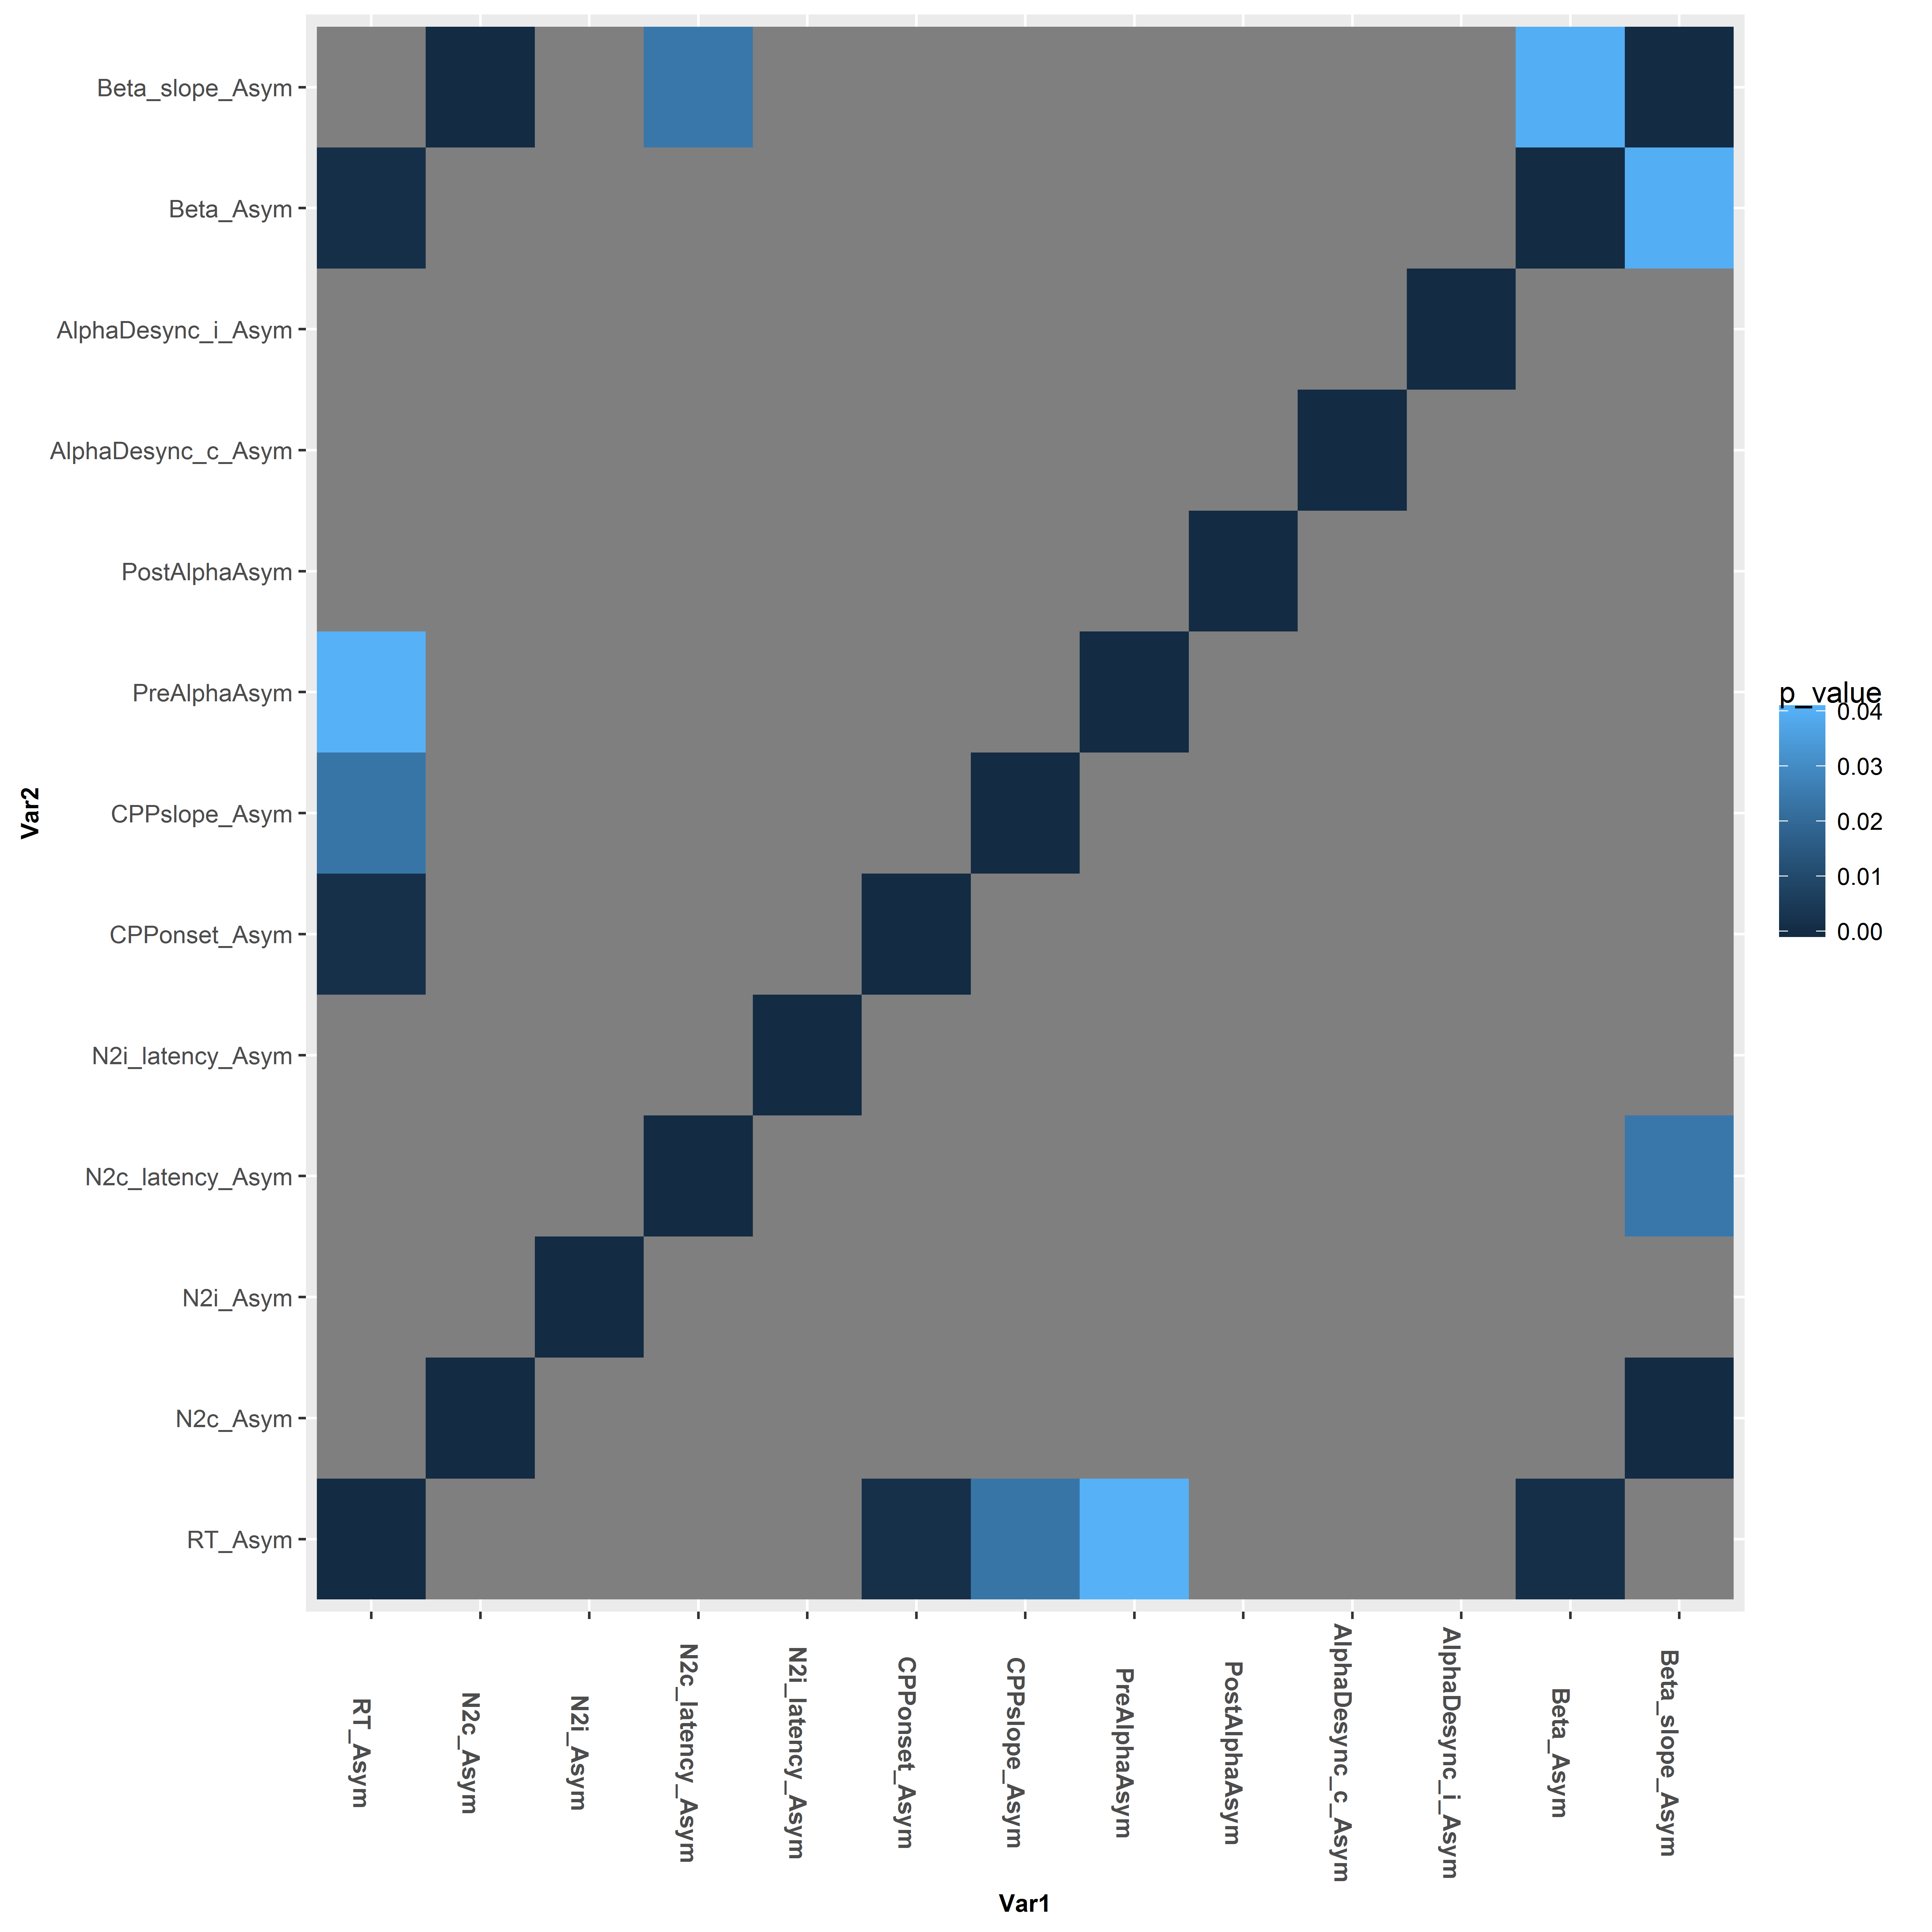 Beta_slope_Asym
Beta_Asym
AlphaDesync_i_Asym
AlphaDesync_c_Asym
PostAlphaAsym
PreAlphaAsym
CPPslope_Asym
CPPonset_Asym
N2i_latency_Asym
N2c_latency_Asym
N2i_Asym
N2c_Asym
RT_Asym
Var2
RT_Asym
N2c_Asym
N2i_Asym
N2c_latency_Asym
N2i_latency_Asym
CPPonset_Asym
CPPslope_Asym
PreAlphaAsym
PostAlphaAsym
AlphaDesync_c_Asym
AlphaDesync_i_Asym
Beta_Asym
Beta_slope_Asym
Var1
p_value
0.04
0.03
0.02
0.01
0.00